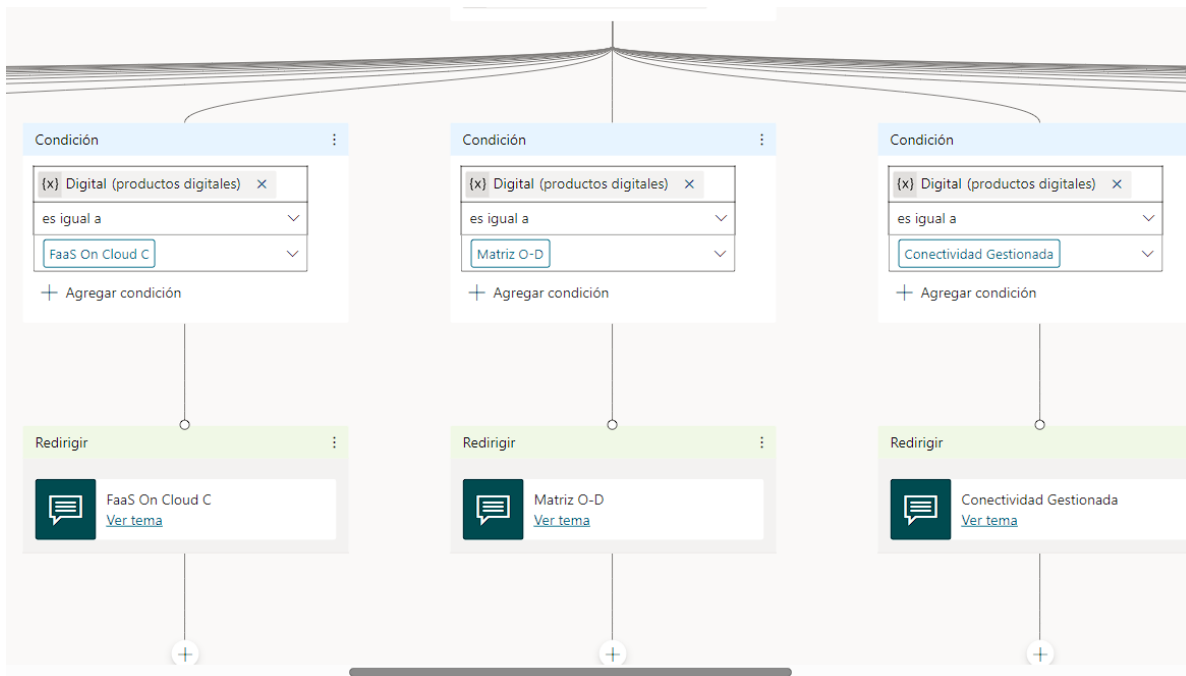 Condición
{x} Digital (productos digitales)
es igual a
FaaS On Cloud C
Agregar condición
Redirigir
FaaS On Cloud C
Ver tema
Condición
{x} Digital (productos digitales)
es igual a
Matriz O-D
Agregar condición
Redirigir
Matriz O-D
Ver tema
Condición
{x} Digital (productos digitales)
es igual a
Conectividad Gestionada
Agregar condición
Redirigir
Conectividad Gestionada
Ver tema